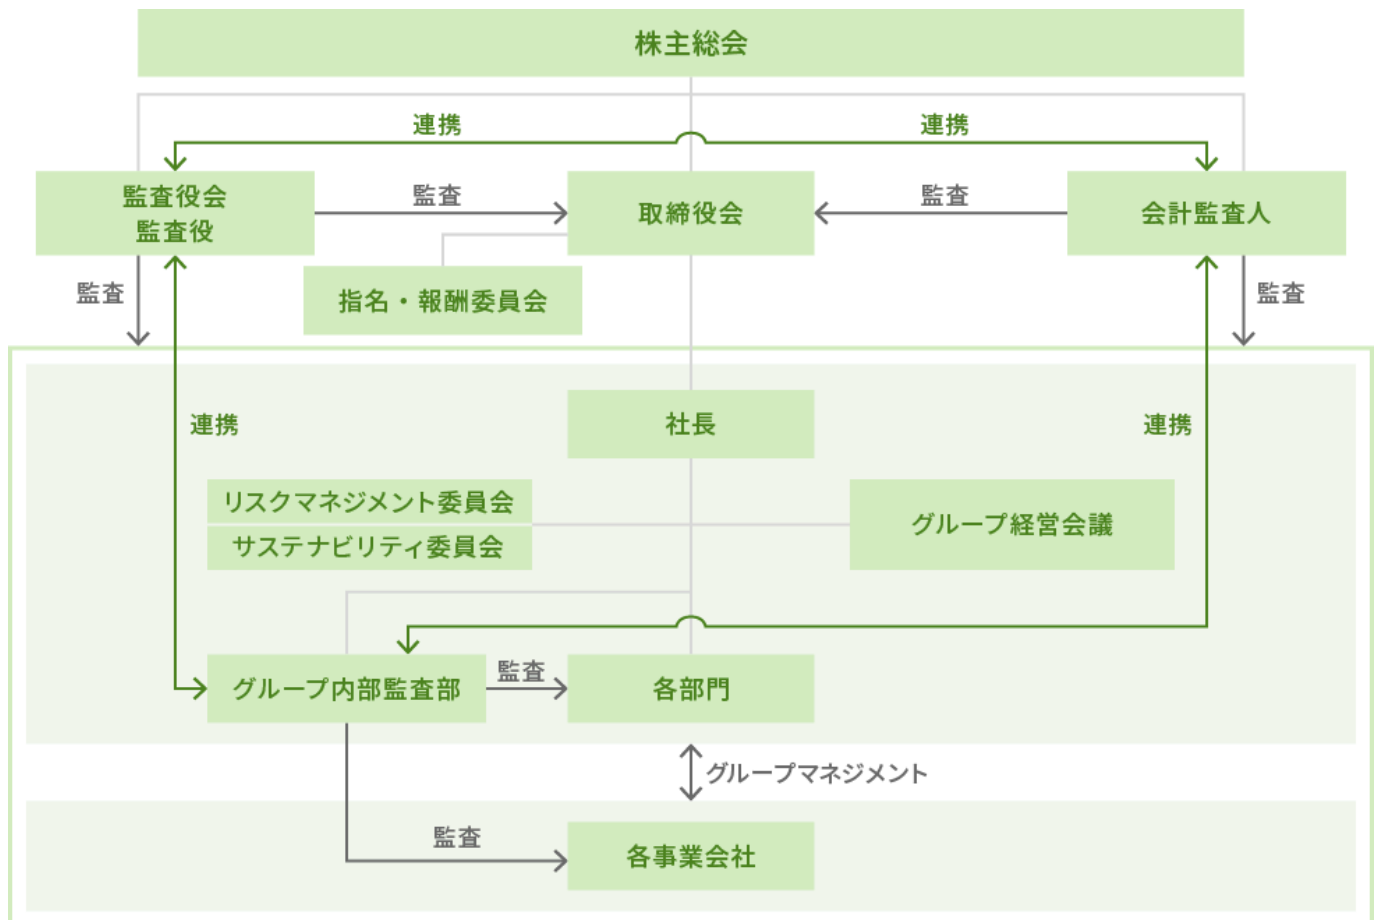 株主総会
連携
連携
監査役会
監査役
監査
取締役会
監査
会計監査人
監査
指名・報酬委員会
監査
社長
連携
連携
リスクマネジメント委員会
サステナビリティ委員会
グループ経営会議
グループ内部監査部
監査
各部門
グループマネジメント
監査
各事業会社